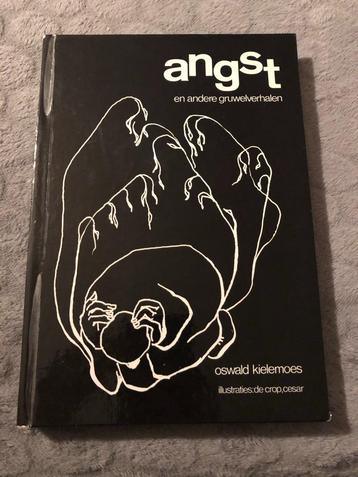 angst
en andere gruwelverhalen
oswald kielemoes
illustraties:de crop,cesar